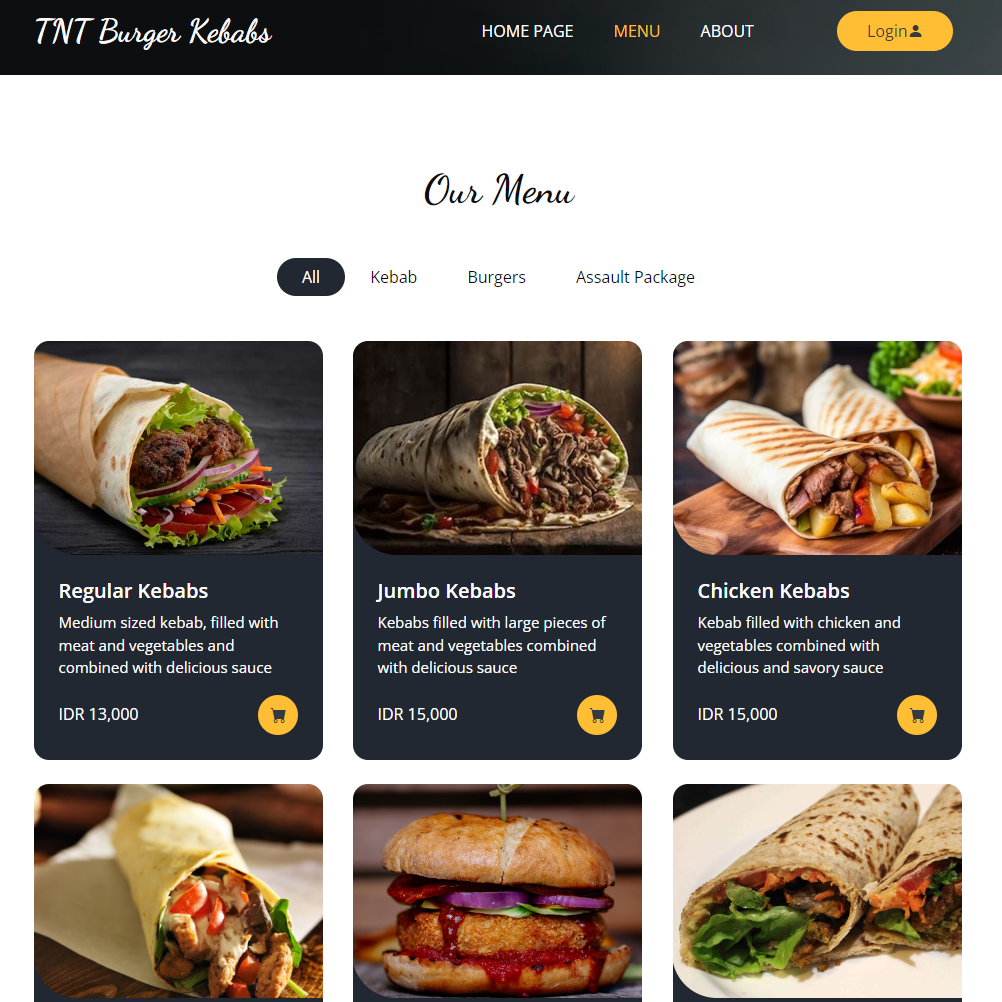 TNT Burger Kebabs
HOME PAGE
MENU
ABOUT
Login
Our Menu
All
Kebab
Burgers
Assault Package
Regular Kebabs
Medium sized kebab, filled with
meat and vegetables and
combined with delicious sauce
IDR 13,000
Jumbo Kebabs
Kebabs filled with large pieces of
meat and vegetables combined
with delicious sauce
IDR 15,000
Chicken Kebabs
Kebab filled with chicken and
vegetables combined with
delicious and savory sauce
IDR 15,000